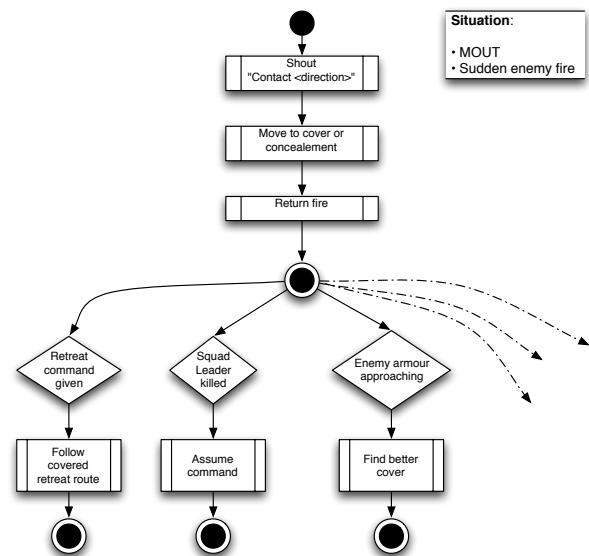 Situation:
• MOUT
• Sudden enemy fire
Shout
"Contact <direction>"
Move to cover or
concealement
Return fire
Retreat
command
given
Squad
Leader
killed
Enemy armour
approaching
Follow
covered
retreat route
Assume
command
Find better
cover